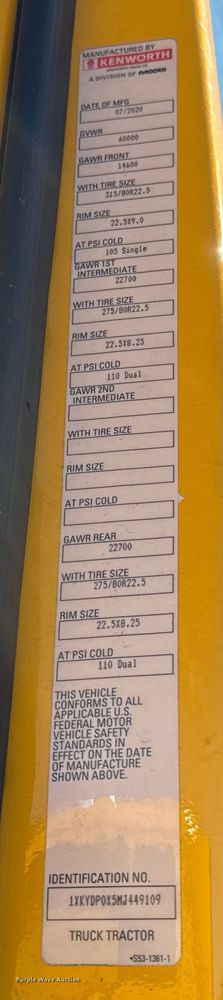 MANUFACTURED BY
KENWORTH
KENWORTH TRUCK CO.
A DIVISION OF PACCAR
DATE OF MFG
07/2020
GVWR
60000
GAWR FRONT
14600
WITH TIRE SIZE
315/80R22.5
RIM SIZE
22.5X9.0
AT PSI COLD
105 Single
GAWR 1ST
INTERMEDIATE
22700
WITH TIRE SIZE
275/80R22.5
RIM SIZE
22.5X8.25
AT PSI COLD
110 Dual
GAWR 2ND
INTERMEDIATE
WITH TIRE SIZE
RIM SIZE
AT PSI COLD
GAWR REAR
22700
WITH TIRE SIZE
275/80R22.5
RIM SIZE
22.5X8.25
AT PSI COLD
110 Dual
THIS VEHICLE
CONFORMS TO ALL
APPLICABLE U.S.
FEDERAL MOTOR
VEHICLE SAFETY
STANDARDS IN
EFFECT ON THE DATE
OF MANUFACTURE
SHOWN ABOVE.
IDENTIFICATION NO.
1XKYDP0X5MJ449109
TRUCK TRACTOR
•S53-1361-1
Purple Wave Auction